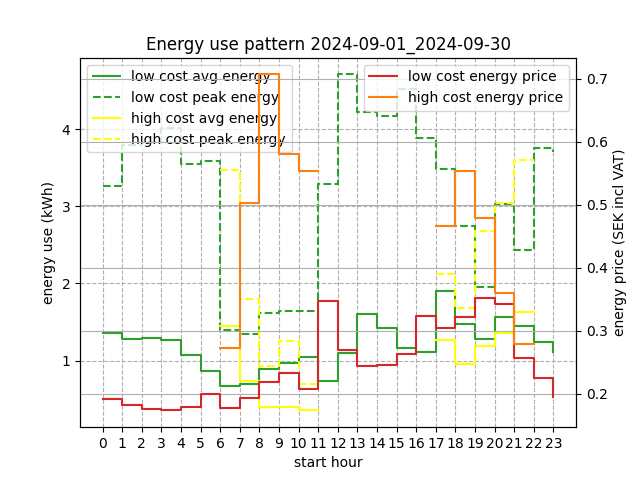 Energy use pattern 2024-09-01_2024-09-30
low cost avg energy
low cost peak energy
high cost avg energy
high cost peak energy
low cost energy price
high cost energy price
energy use (kWh)
4
3
2
1
0.7
0.6
0.5
0.4
0.3
0.2
energy price (SEK incl VAT)
0 1 2 3 4 5 6 7 8 9 10 11 12 13 14 15 16 17 18 19 20 21 22 23
start hour